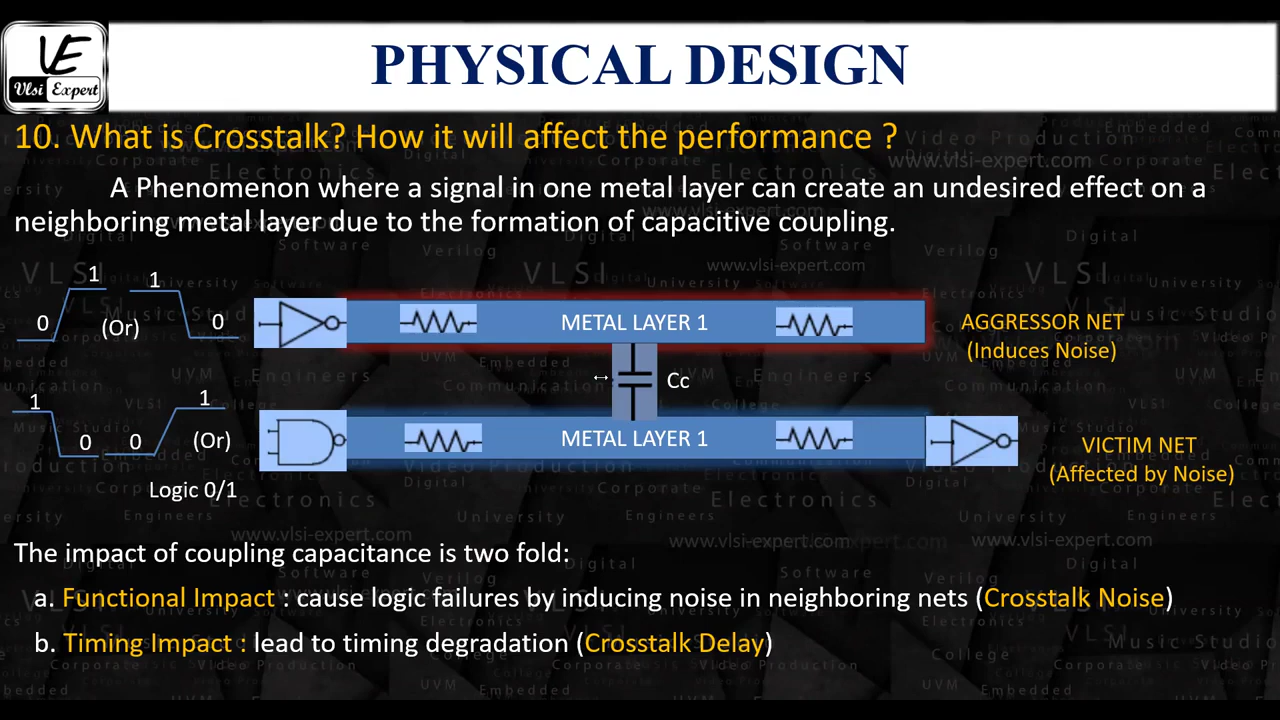 VE
Vlsi Expert
PHYSICAL DESIGN
10. What is Crosstalk? How it will affect the performance ?
A Phenomenon where a signal in one metal layer can create an undesired effect on a
neighboring metal layer due to the formation of capacitive coupling.
0 1 (Or) 1 0
METAL LAYER 1
AGGRESSOR NET
(Induces Noise)
↔ Cc
1 0 0 1 (Or)
METAL LAYER 1
VICTIM NET
(Affected by Noise)
Logic 0/1
The impact of coupling capacitance is two fold:
a. Functional Impact : cause logic failures by inducing noise in neighboring nets (Crosstalk Noise)
b. Timing Impact : lead to timing degradation (Crosstalk Delay)
www.vlsi-expert.com